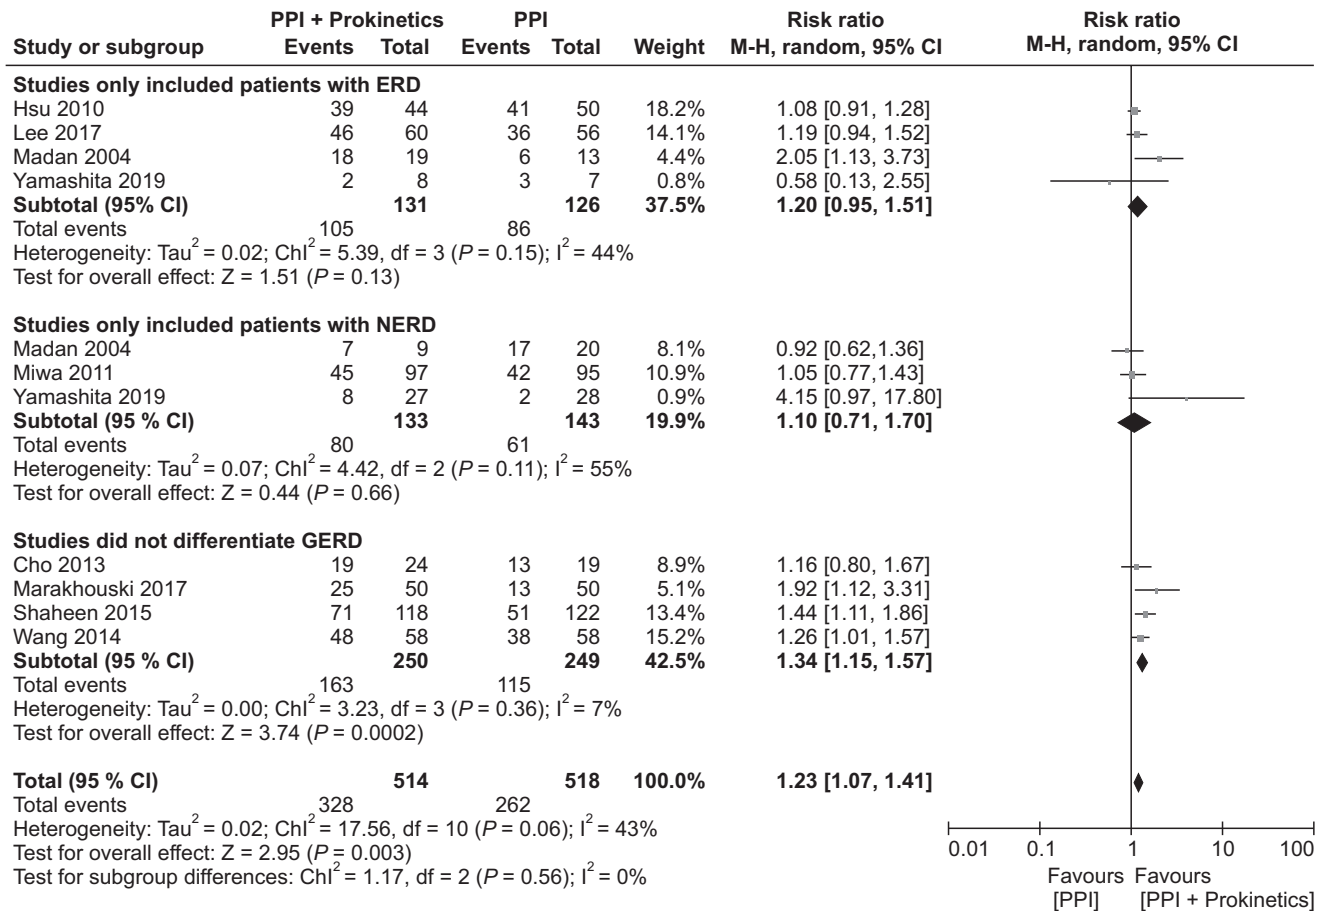 PPI + Prokinetics PPI Risk ratio Risk ratio
Study or subgroup Events Total Events Total Weight M-H, random, 95% CI M-H, random, 95% CI
Studies only included patients with ERD
Hsu 2010 39 44 41 50 18.2% 1.08 [0.91, 1.28]
Lee 2017 46 60 36 56 14.1% 1.19 [0.94, 1.52]
Madan 2004 18 19 6 13 4.4% 2.05 [1.13, 3.73]
Yamashita 2019 2 8 3 7 0.8% 0.58 [0.13, 2.55]
Subtotal (95% CI) 131 126 37.5% 1.20 [0.95, 1.51]
Total events 105 86
Heterogeneity: Tau² = 0.02; ChI² = 5.39, df = 3 (P = 0.15); I² = 44%
Test for overall effect: Z = 1.51 (P = 0.13)
Studies only included patients with NERD
Madan 2004 7 9 17 20 8.1% 0.92 [0.62,1.36]
Miwa 2011 45 97 42 95 10.9% 1.05 [0.77,1.43]
Yamashita 2019 8 27 2 28 0.9% 4.15 [0.97, 17.80]
Subtotal (95 % CI) 133 143 19.9% 1.10 [0.71, 1.70]
Total events 80 61
Heterogeneity: Tau² = 0.07; ChI² = 4.42, df = 2 (P = 0.11); I² = 55%
Test for overall effect: Z = 0.44 (P = 0.66)
Studies did not differentiate GERD
Cho 2013 19 24 13 19 8.9% 1.16 [0.80, 1.67]
Marakhouski 2017 25 50 13 50 5.1% 1.92 [1.12, 3.31]
Shaheen 2015 71 118 51 122 13.4% 1.44 [1.11, 1.86]
Wang 2014 48 58 38 58 15.2% 1.26 [1.01, 1.57]
Subtotal (95 % CI) 250 249 42.5% 1.34 [1.15, 1.57]
Total events 163 115
Heterogeneity: Tau² = 0.00; ChI² = 3.23, df = 3 (P = 0.36); I² = 7%
Test for overall effect: Z = 3.74 (P = 0.0002)
Total (95 % CI) 514 518 100.0% 1.23 [1.07, 1.41]
Total events 328 262
Heterogeneity: Tau² = 0.02; ChI² = 17.56, df = 10 (P = 0.06); I² = 43%
Test for overall effect: Z = 2.95 (P = 0.003)
Test for subgroup differences: ChI² = 1.17, df = 2 (P = 0.56); I² = 0%
0.01 0.1 1 10 100
Favours Favours
[PPI] [PPI + Prokinetics]